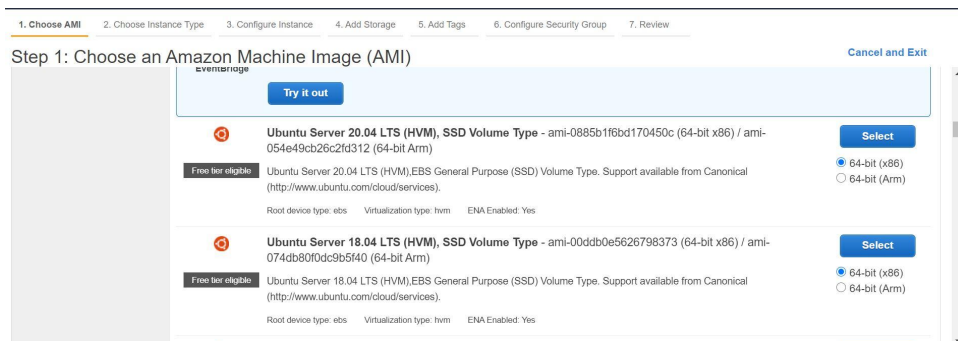 1. Choose AMI 2. Choose Instance Type 3. Configure Instance 4. Add Storage 5. Add Tags 6. Configure Security Group 7. Review
Step 1: Choose an Amazon Machine Image (AMI)
Cancel and Exit
EventBridge
Try it out
Ubuntu Server 20.04 LTS (HVM), SSD Volume Type - ami-0885b1f6bd170450c (64-bit x86) / ami-
054e49cb26c2fd312 (64-bit Arm)
Select
64-bit (x86)
64-bit (Arm)
Free tier eligible
Ubuntu Server 20.04 LTS (HVM),EBS General Purpose (SSD) Volume Type. Support available from Canonical
(http://www.ubuntu.com/cloud/services).
Root device type: ebs Virtualization type: hvm ENA Enabled: Yes
Ubuntu Server 18.04 LTS (HVM), SSD Volume Type - ami-00ddb0e5626798373 (64-bit x86) / ami-
074db80f0dc9b5f40 (64-bit Arm)
Select
64-bit (x86)
64-bit (Arm)
Free tier eligible
Ubuntu Server 18.04 LTS (HVM),EBS General Purpose (SSD) Volume Type. Support available from Canonical
(http://www.ubuntu.com/cloud/services).
Root device type: ebs Virtualization type: hvm ENA Enabled: Yes